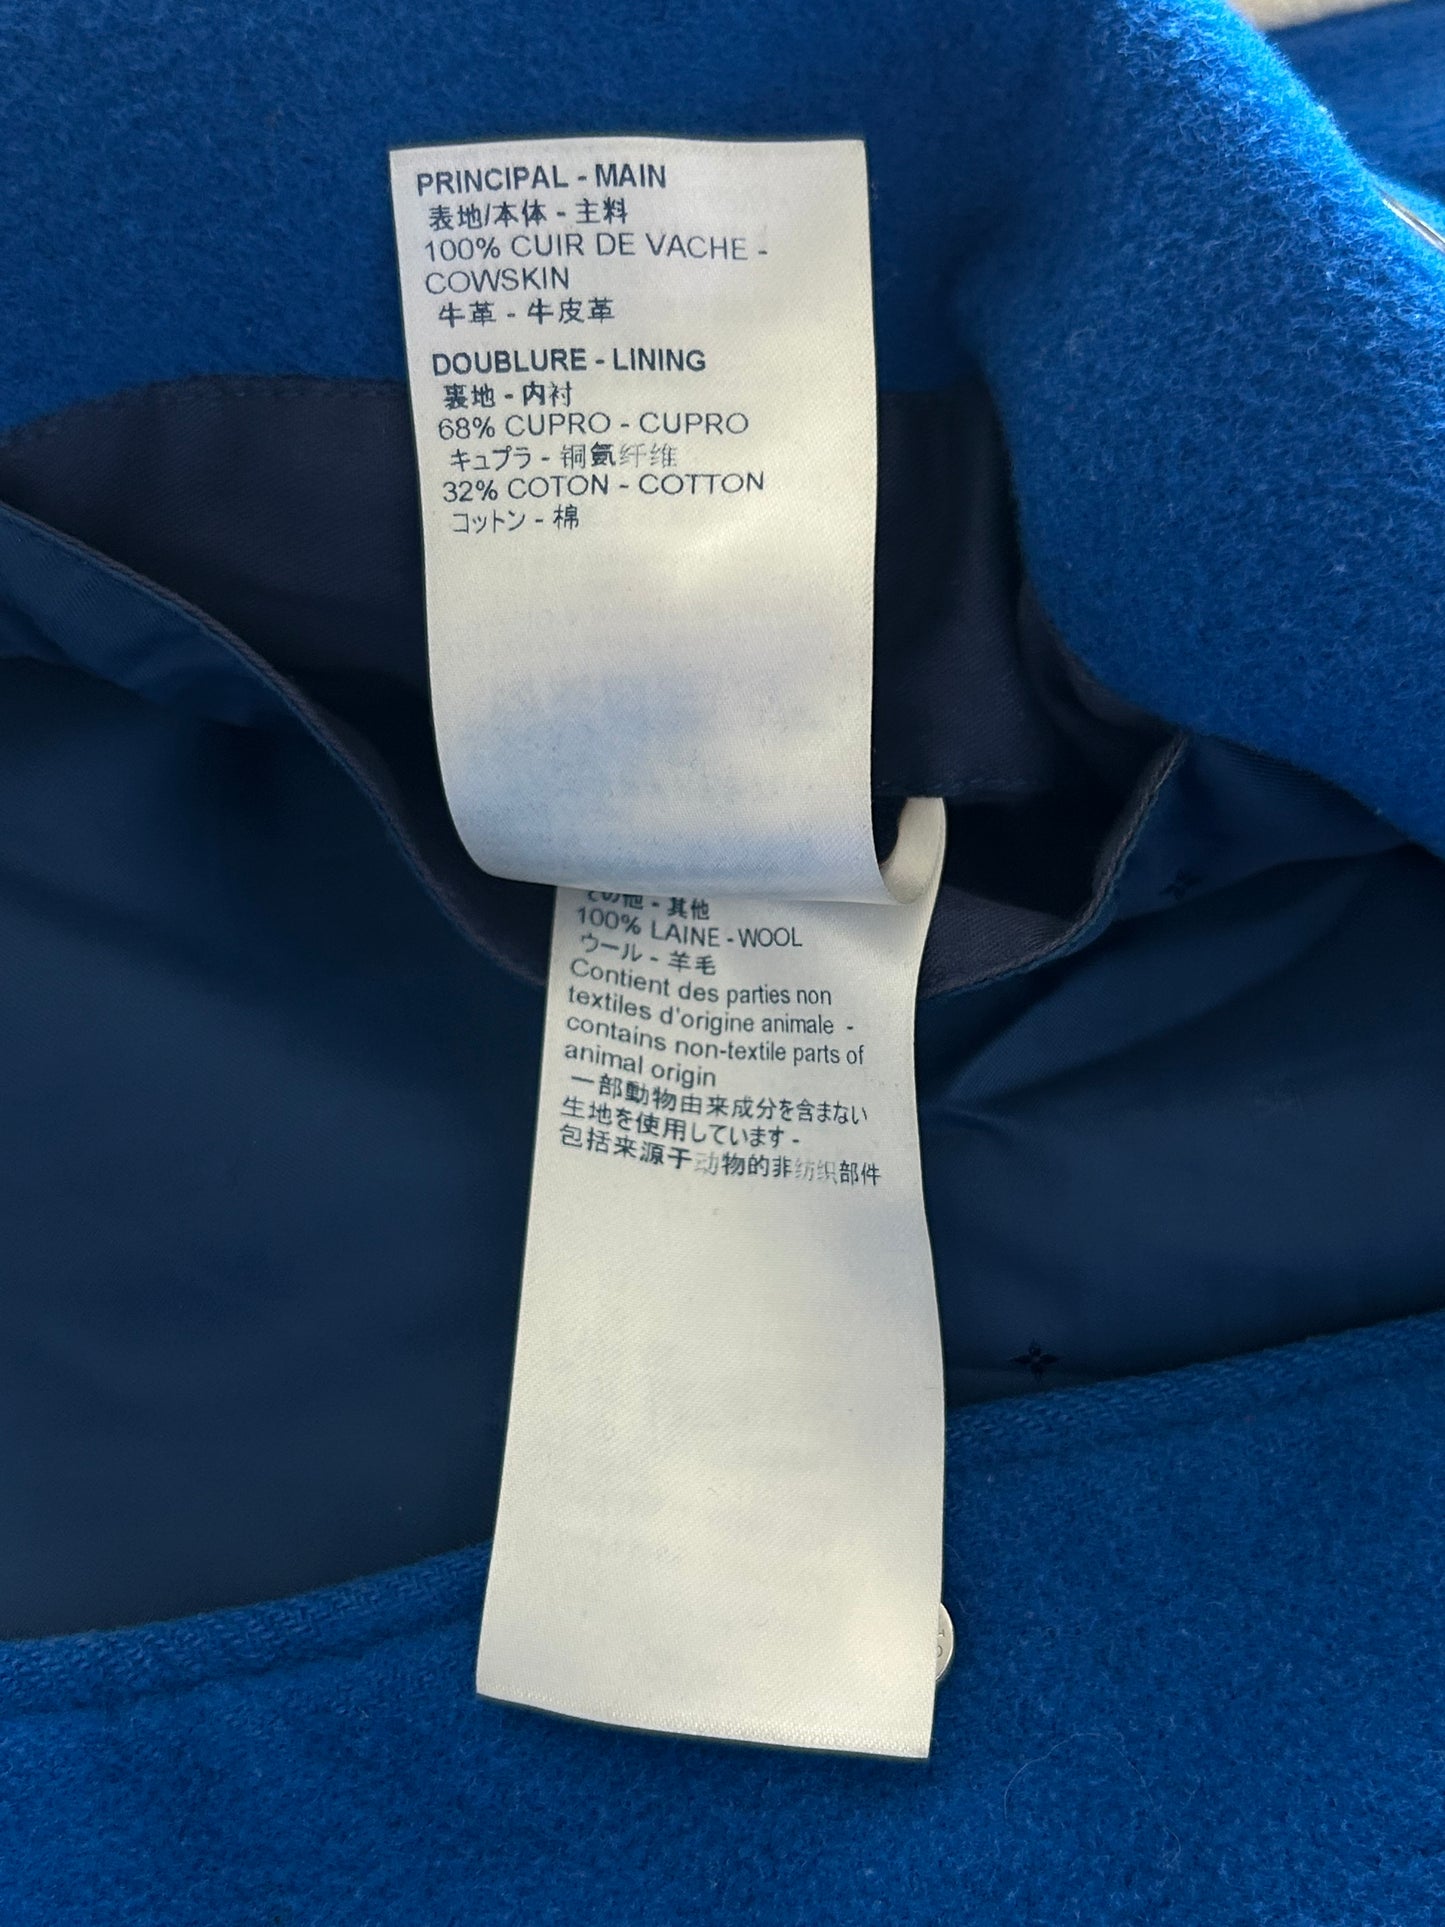 PRINCIPAL - MAIN
表地/本体 - 主料
100% CUIR DE VACHE -
COWSKIN
牛革 - 牛皮革
DOUBLURE - LINING
裏地 - 内衬
68% CUPRO - CUPRO
キュプラ - 铜氨纤维
32% COTON - COTTON
コットン - 棉
その他 - 其他
100% LAINE - WOOL
ウール - 羊毛
Contient des parties non
textiles d'origine animale -
contains non-textile parts of
animal origin
一部動物由来成分を含まない
生地を使用しています -
包括来源于动物的非纺织部件